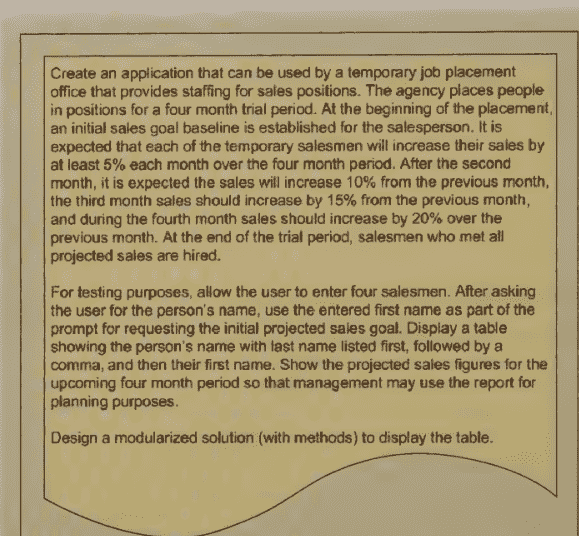 Create an application that can be used by a temporary job placement
office that provides staffing for sales positions. The agency places people
in positions for a four month trial period. At the beginning of the placement,
an initial sales goal baseline is established for the salesperson. It is
expected that each of the temporary salesmen will increase their sales by
at least 5% each month over the four month period. After the second
month, it is expected the sales will increase 10% from the previous month,
the third month sales should increase by 15% from the previous month,
and during the fourth month sales should increase by 20% over the
previous month. At the end of the trial period, salesmen who met all
projected sales are hired.
For testing purposes, allow the user to enter four salesmen. After asking
the user for the person's name, use the entered first name as part of the
prompt for requesting the initial projected sales goal. Display a table
showing the person's name with last name listed first, followed by a
comma, and then their first name. Show the projected sales figures for the
upcoming four month period so that management may use the report for
planning purposes.
Design a modularized solution (with methods) to display the table.